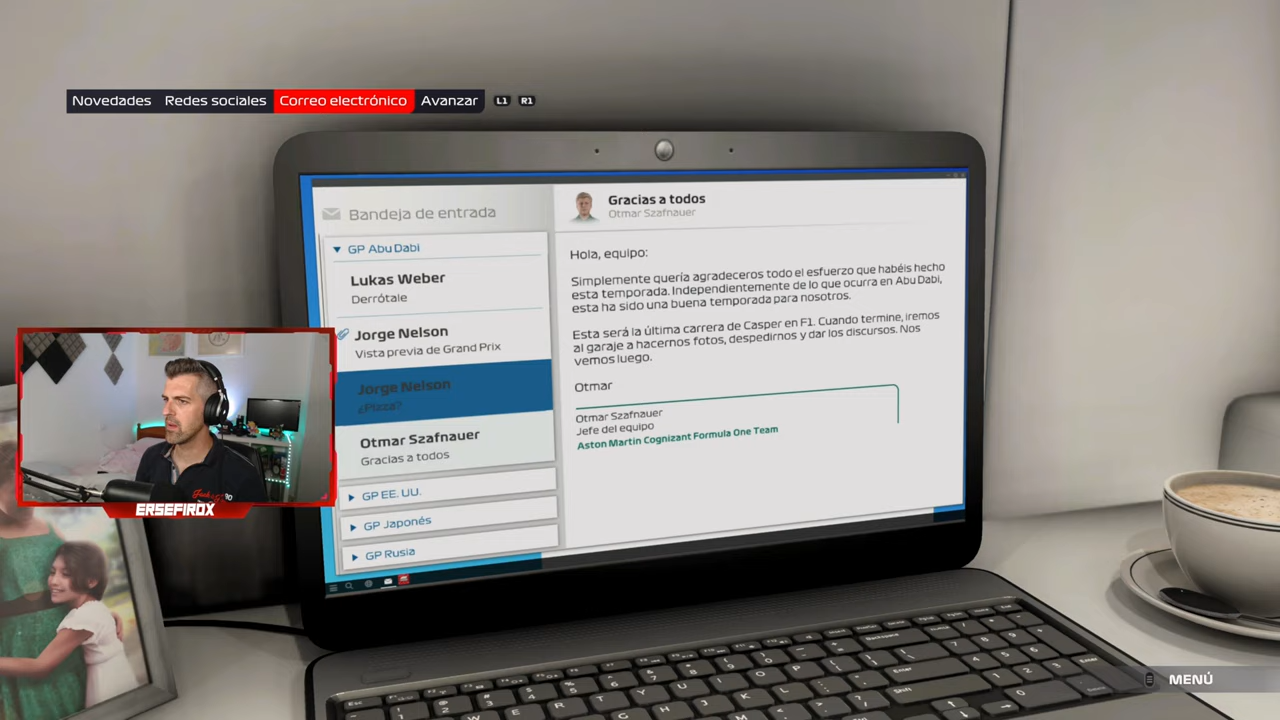 Novedades Redes sociales Correo electrónico Avanzar L1 R1
Bandeja de entrada
GP Abu Dabi
Lukas Weber
Derrótale
Jorge Nelson
Vista previa de Grand Prix
Jorge Nelson
¿Pizza?
Otmar Szafnauer
Gracias a todos
GP EE. UU.
GP Japonés
GP Rusia
Gracias a todos
Otmar Szafnauer
Hola, equipo:
Simplemente quería agradeceros todo el esfuerzo que habéis hecho
esta temporada. Independientemente de lo que ocurra en Abu Dabi,
esta ha sido una buena temporada para nosotros.
Esta será la última carrera de Casper en F1. Cuando termine, iremos
al garaje a hacernos fotos, despedirnos y dar los discursos. Nos
vemos luego.
Otmar
Otmar Szafnauer
Jefe del equipo
Aston Martin Cognizant Formula One Team
ERSEFIROX
MENÚ